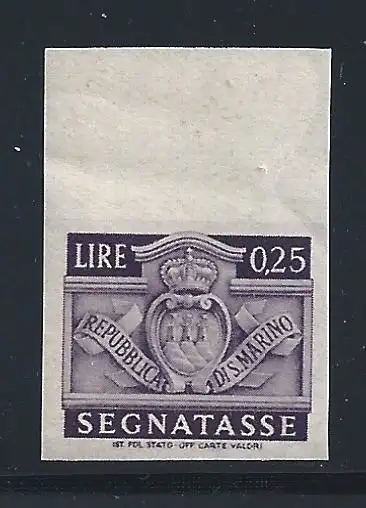 LIRE 0,25
REPUBBLICA DI S. MARINO
SEGNATASSE
IST. POL. STATO - OFF. CARTE VALORI